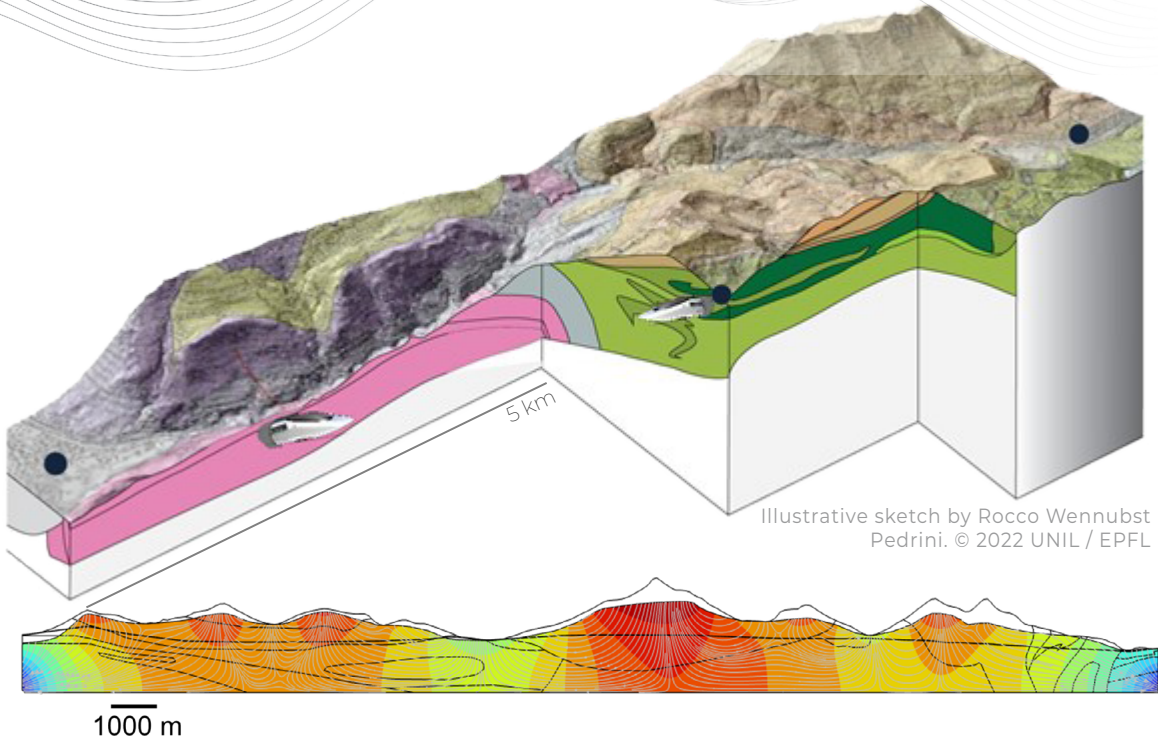 5 km
Illustrative sketch by Rocco Wennubst
Pedrini. © 2022 UNIL / EPFL
1000 m